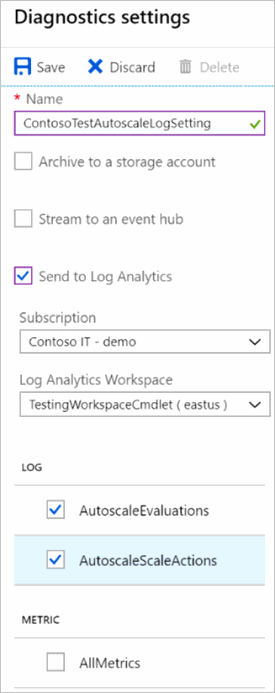 Diagnostics settings
Save Discard Delete
* Name
ContosoTestAutoscaleLogSetting
Archive to a storage account
Stream to an event hub
Send to Log Analytics
Subscription
Contoso IT - demo
Log Analytics Workspace
TestingWorkspaceCmdlet ( eastus )
LOG
AutoscaleEvaluations
AutoscaleScaleActions
METRIC
AllMetrics